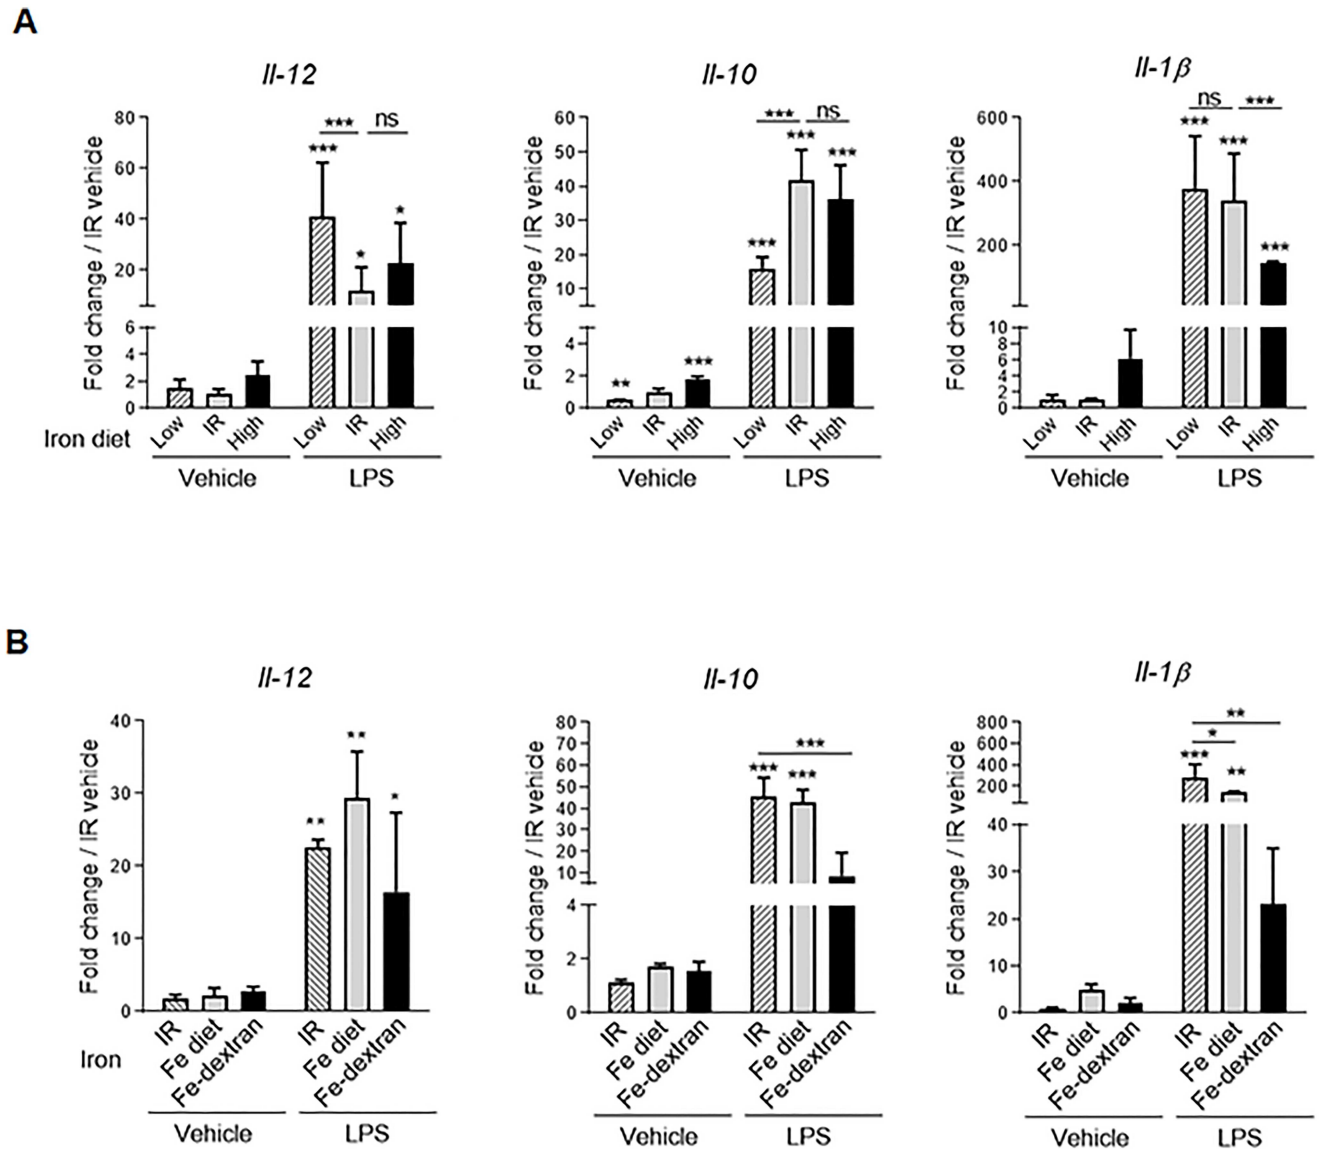 A
Il-12
Fold change / IR vehicle
80
60
40
20
6
4
2
0
***
ns
***
*
*
Iron diet
Low
IR
High
Low
IR
High
Vehicle
LPS
Il-10
Fold change / IR vehicle
60
50
40
30
20
10
4
2
0
***
ns
***
***
***
**
***
Low
IR
High
Low
IR
High
Vehicle
LPS
Il-1β
Fold change / IR vehicle
600
400
200
10
8
6
4
2
0
ns
***
***
***
***
Low
IR
High
Low
IR
High
Vehicle
LPS
B
Il-12
Fold change / IR vehicle
40
30
20
10
0
**
**
*
Iron
IR
Fe diet
Fe-dextran
IR
Fe diet
Fe-dextran
Vehicle
LPS
Il-10
Fold change / IR vehicle
80
70
60
50
40
30
20
10
4
2
0
***
***
***
IR
Fe diet
Fe-dextran
IR
Fe diet
Fe-dextran
Vehicle
LPS
Il-1β
Fold change / IR vehicle
800
600
400
200
40
30
20
10
0
**
*
***
**
IR
Fe diet
Fe-dextran
IR
Fe diet
Fe-dextran
Vehicle
LPS